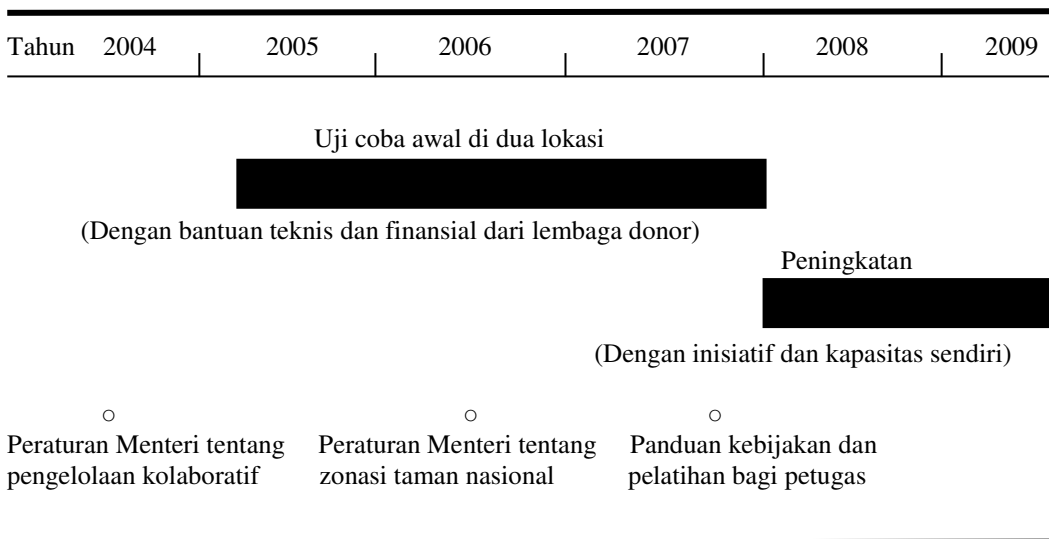 Tahun 2004 2005 2006 2007 2008 2009
Uji coba awal di dua lokasi
(Dengan bantuan teknis dan finansial dari lembaga donor)
Peningkatan
(Dengan inisiatif dan kapasitas sendiri)
Peraturan Menteri tentang
pengelolaan kolaboratif
Peraturan Menteri tentang
zonasi taman nasional
Panduan kebijakan dan
pelatihan bagi petugas